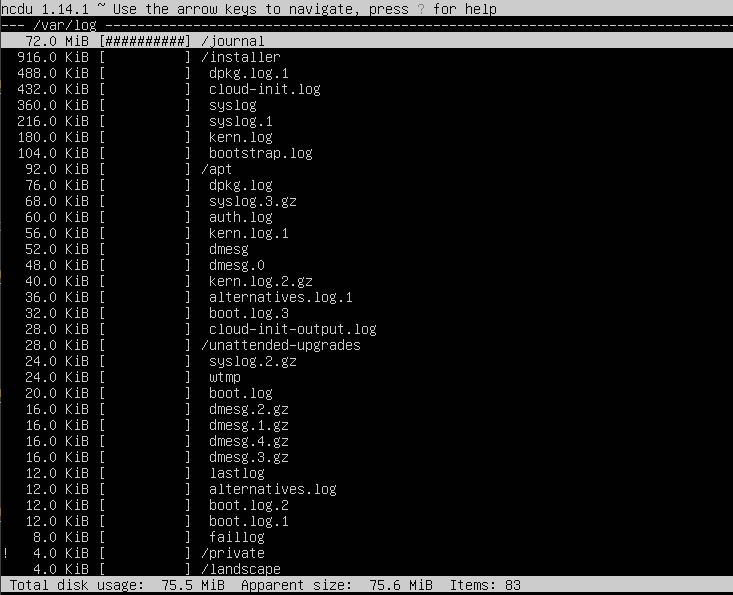 ncdu 1.14.1 ~ Use the arrow keys to navigate, press ? for help
--- /var/log ------------------------------------------------------------------------------
   72.0 MiB [##########] /journal
  916.0 KiB [          ] /installer
  488.0 KiB [          ]  dpkg.log.1
  432.0 KiB [          ]  cloud-init.log
  360.0 KiB [          ]  syslog
  216.0 KiB [          ]  syslog.1
  180.0 KiB [          ]  kern.log
  104.0 KiB [          ]  bootstrap.log
   92.0 KiB [          ] /apt
   76.0 KiB [          ]  dpkg.log
   68.0 KiB [          ]  syslog.3.gz
   60.0 KiB [          ]  auth.log
   56.0 KiB [          ]  kern.log.1
   52.0 KiB [          ]  dmesg
   48.0 KiB [          ]  dmesg.0
   40.0 KiB [          ]  kern.log.2.gz
   36.0 KiB [          ]  alternatives.log.1
   32.0 KiB [          ]  boot.log.3
   28.0 KiB [          ]  cloud-init-output.log
   28.0 KiB [          ] /unattended-upgrades
   24.0 KiB [          ]  syslog.2.gz
   24.0 KiB [          ]  wtmp
   20.0 KiB [          ]  boot.log
   16.0 KiB [          ]  dmesg.2.gz
   16.0 KiB [          ]  dmesg.1.gz
   16.0 KiB [          ]  dmesg.4.gz
   16.0 KiB [          ]  dmesg.3.gz
   12.0 KiB [          ]  lastlog
   12.0 KiB [          ]  alternatives.log
   12.0 KiB [          ]  boot.log.2
   12.0 KiB [          ]  boot.log.1
    8.0 KiB [          ]  faillog
!   4.0 KiB [          ] /private
    4.0 KiB [          ] /landscape
 Total disk usage:  75.5 MiB  Apparent size:  75.6 MiB  Items: 83